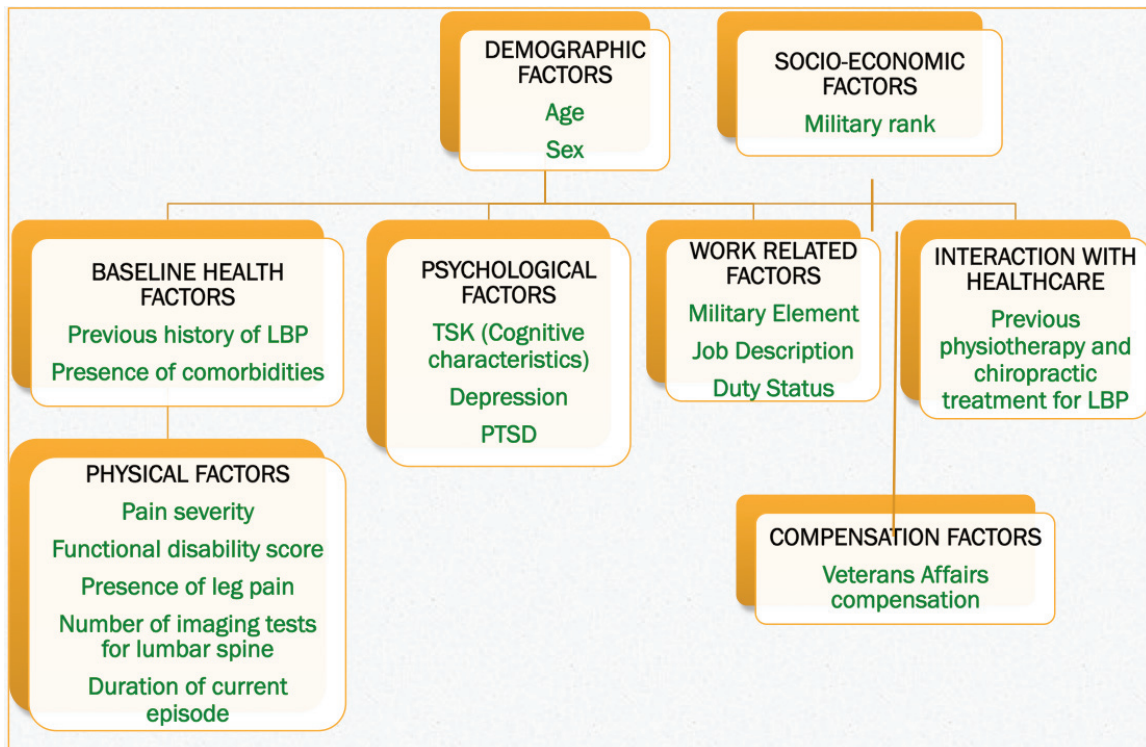 DEMOGRAPHIC
FACTORS
Age
Sex
SOCIO-ECONOMIC
FACTORS
Military rank
BASELINE HEALTH
FACTORS
Previous history of LBP
Presence of comorbidities
PSYCHOLOGICAL
FACTORS
TSK (Cognitive
characteristics)
Depression
PTSD
WORK RELATED
FACTORS
Military Element
Job Description
Duty Status
INTERACTION WITH
HEALTHCARE
Previous
physiotherapy and
chiropractic
treatment for LBP
PHYSICAL FACTORS
Pain severity
Functional disability score
Presence of leg pain
Number of imaging tests
for lumbar spine
Duration of current
episode
COMPENSATION FACTORS
Veterans Affairs
compensation